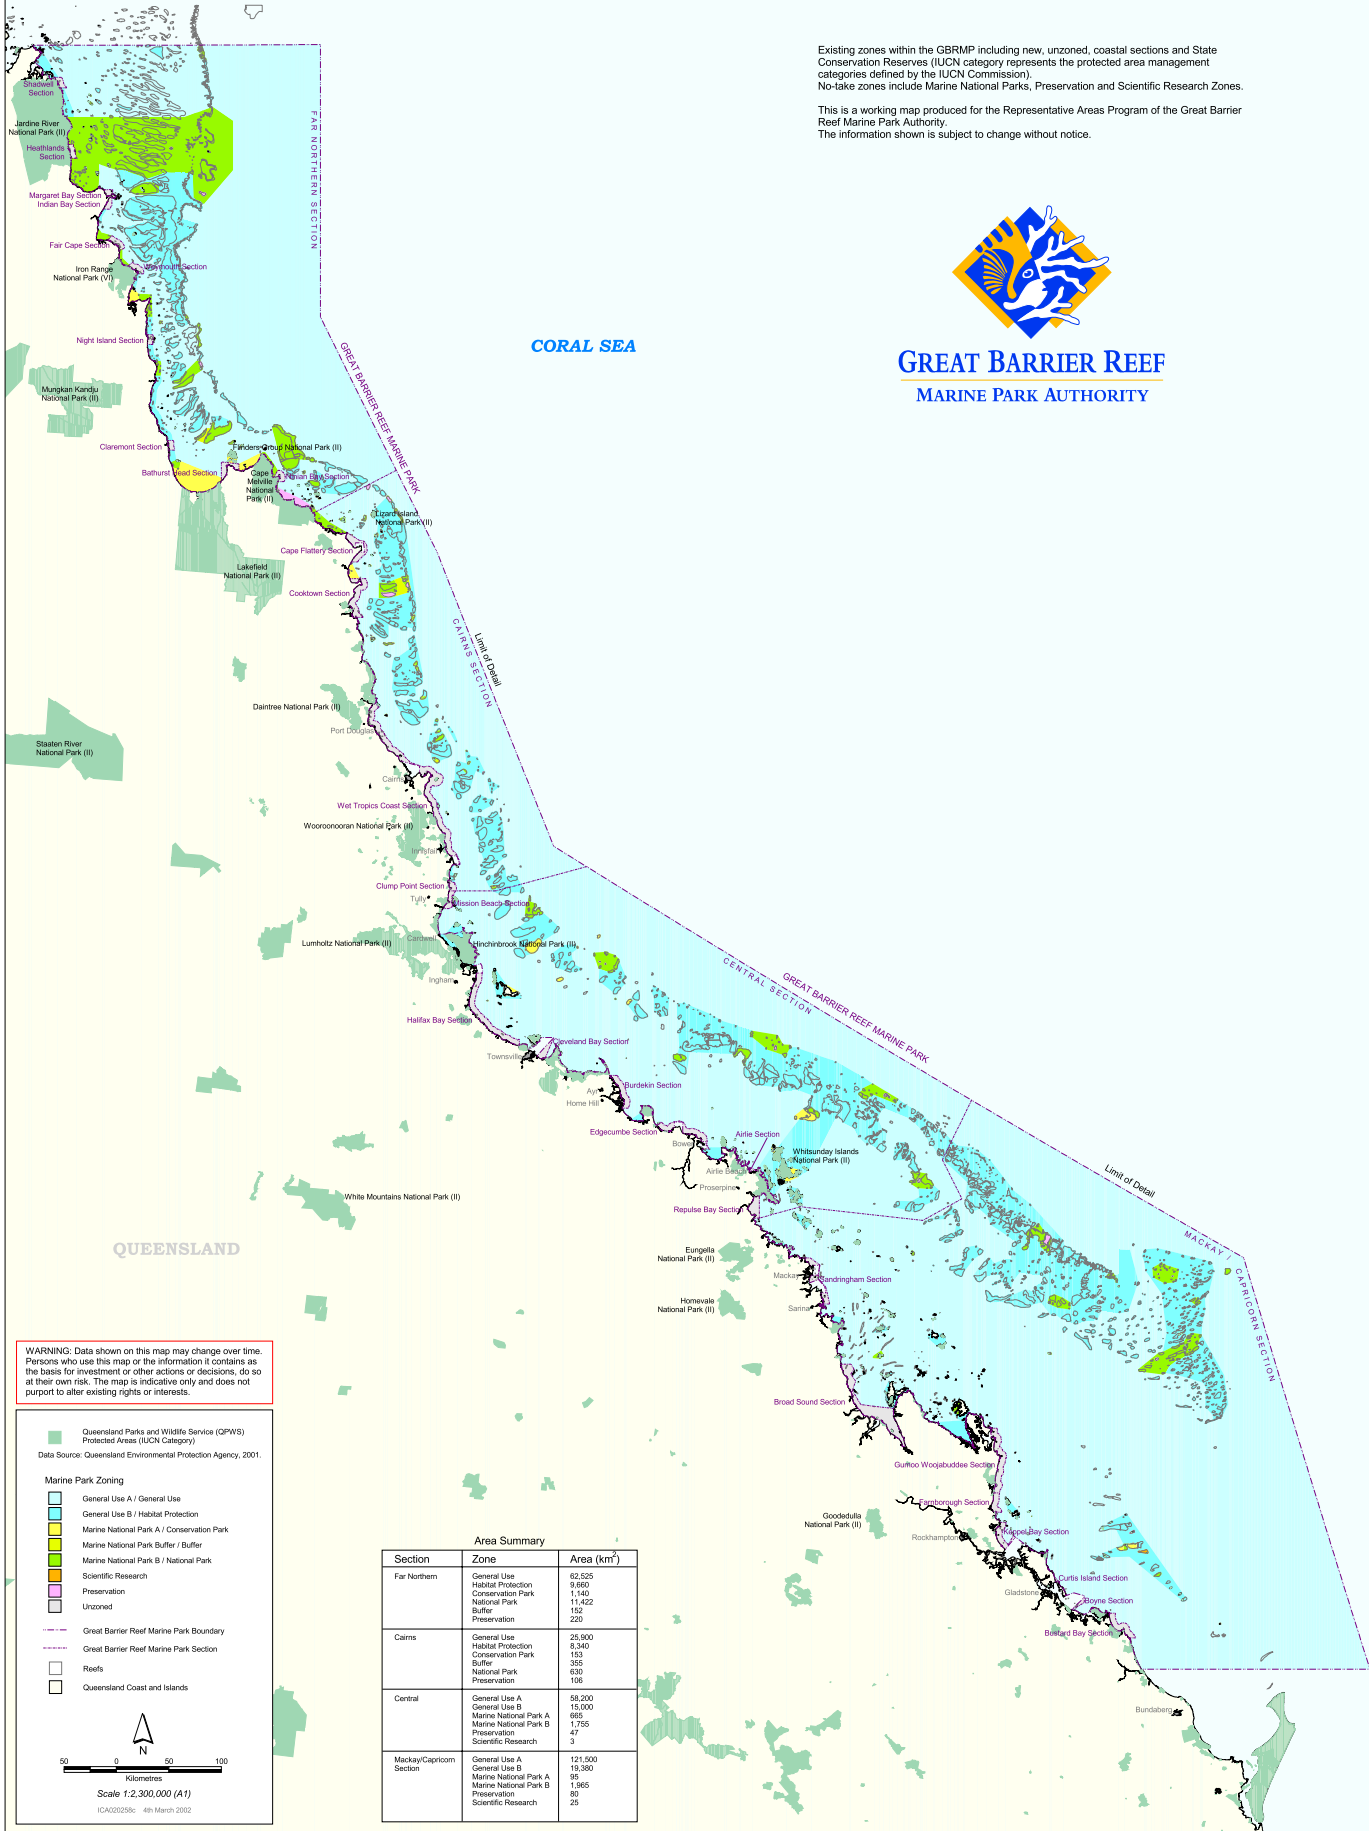 Existing zones within the GBRMP including new, unzoned, coastal sections and State
Conservation Reserves (IUCN category represents the protected area management
categories defined by the IUCN Commission).
No-take zones include Marine National Parks, Preservation and Scientific Research Zones.
This is a working map produced for the Representative Areas Program of the Great Barrier
Reef Marine Park Authority.
The information shown is subject to change without notice.
GREAT BARRIER REEF
MARINE PARK AUTHORITY
CORAL SEA
FAR NORTHERN SECTION
GREAT BARRIER REEF MARINE PARK
Shadwell
Section
Jardine River
National Park (II)
Heathlands
Section
Margaret Bay Section
Indian Bay Section
Fair Cape Section
Weymouth Section
Iron Range
National Park (VI)
Night Island Section
Mungkan Kandju
National Park (II)
Claremont Section
Flinders Group National Park (II)
Bathurst Head Section
Cape
Melville
National
Park (II)
Ninian Bay Section
Lizard Island
National Park (II)
Cape Flattery Section
Lakefield
National Park (II)
Cooktown Section
CAIRNS SECTION
Limit of Detail
Daintree National Park (II)
Port Douglas
Staaten River
National Park (II)
Cairns
Wet Tropics Coast Section
Wooroonooran National Park (II)
Innisfail
Clump Point Section
Tully
Mission Beach Section
Lumholtz National Park (II)
Cardwell
Hinchinbrook National Park (II)
Ingham
CENTRAL SECTION
GREAT BARRIER REEF MARINE PARK
Halifax Bay Section
Cleveland Bay Section
Townsville
Burdekin Section
Ayr
Home Hill
Edgecumbe Section
Bowen
Airlie Section
Whitsunday Islands
National Park (II)
Airlie Beach
Proserpine
Limit of Detail
White Mountains National Park (II)
Repulse Bay Section
QUEENSLAND
Eungella
National Park (II)
MACKAY / CAPRICORN SECTION
Mackay
Sandringham Section
Homevale
National Park (II)
Sarina
Broad Sound Section
Gumoo Woojabuddee Section
Farnborough Section
Goodedulla
National Park (II)
Rockhampton
Keppel Bay Section
Curtis Island Section
Gladstone
Boyne Section
Bustard Bay Section
Bundaberg
WARNING: Data shown on this map may change over time.
Persons who use this map or the information it contains as
the basis for investment or other actions or decisions, do so
at their own risk. The map is indicative only and does not
purport to alter existing rights or interests.
Queensland Parks and Wildlife Service (QPWS)
Protected Areas (IUCN Category)
Data Source: Queensland Environmental Protection Agency, 2001.
Marine Park Zoning
General Use A / General Use
General Use B / Habitat Protection
Marine National Park A / Conservation Park
Marine National Park Buffer / Buffer
Marine National Park B / National Park
Scientific Research
Preservation
Unzoned
Great Barrier Reef Marine Park Boundary
Great Barrier Reef Marine Park Section
Reefs
Queensland Coast and Islands
N
50 0 50 100
Kilometres
Scale 1:2,300,000 (A1)
ICA020258c 4th March 2002
Area Summary
Section Zone Area (km2)
Far Northern General Use 62,525
Habitat Protection 9,660
Conservation Park 1,140
National Park 11,422
Buffer 152
Preservation 220
Cairns General Use 25,900
Habitat Protection 8,340
Conservation Park 153
Buffer 355
National Park 630
Preservation 106
Central General Use A 58,200
General Use B 15,000
Marine National Park A 665
Marine National Park B 1,755
Preservation 47
Scientific Research 3
Mackay/Capricorn General Use A 121,500
Section General Use B 19,380
Marine National Park A 95
Marine National Park B 1,965
Preservation 80
Scientific Research 25